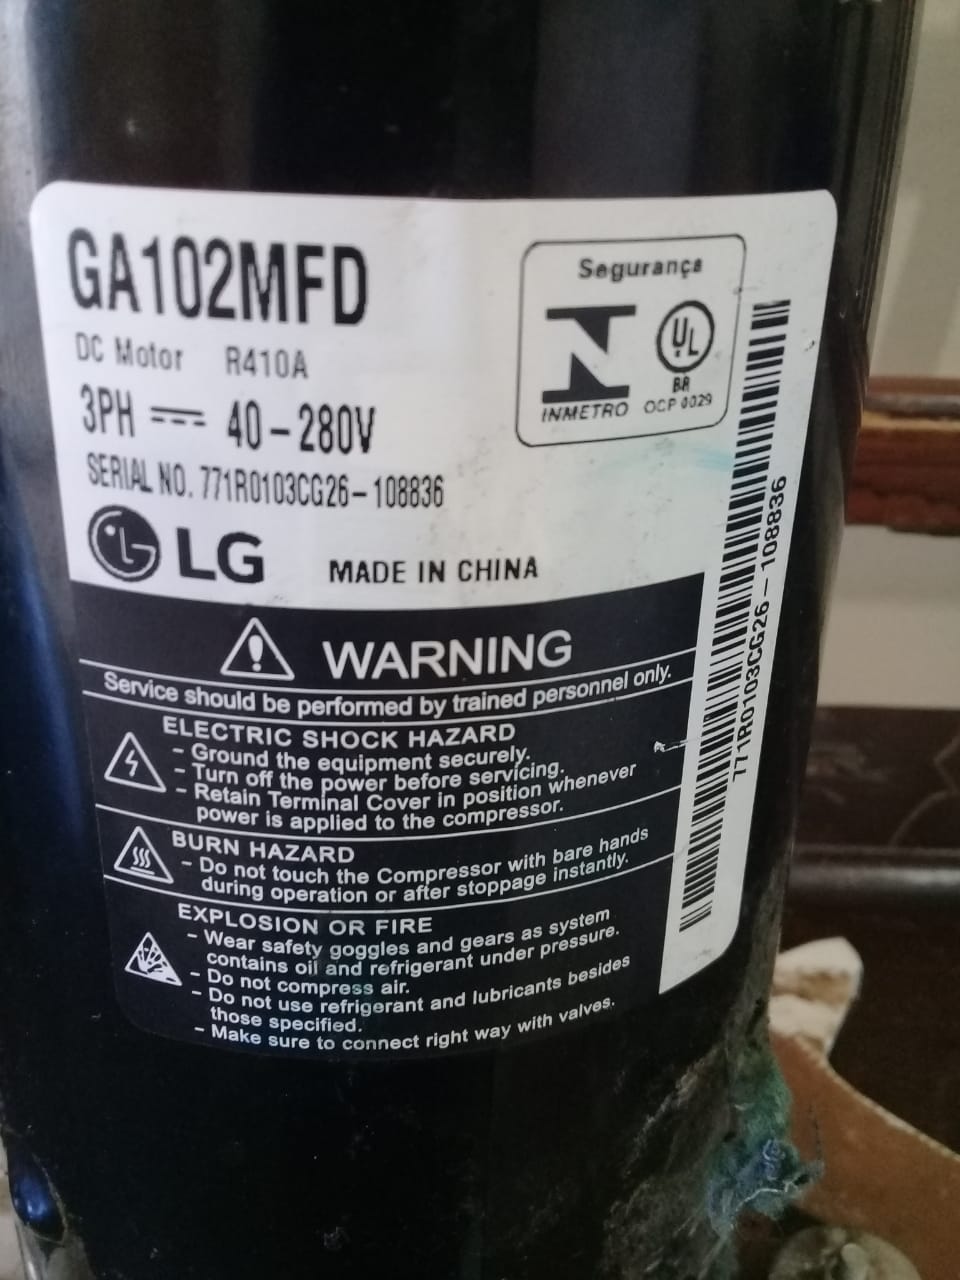 GA102MFD
DC Motor R410A
3PH 40-280V
SERIAL NO. 771R0103CG26-108836
LG LG
MADE IN CHINA
Segurança
UL
BR
INMETRO OCP 0029
771R0103CG26-108836
WARNING
Service should be performed by trained personnel only.
ELECTRIC SHOCK HAZARD
- Ground the equipment securely.
- Turn off the power before servicing.
- Retain Terminal Cover in position whenever
power is applied to the compressor.
BURN HAZARD
- Do not touch the Compressor with bare hands
during operation or after stoppage instantly.
EXPLOSION OR FIRE
- Wear safety goggles and gears as system
contains oil and refrigerant under pressure.
- Do not compress air.
- Do not use refrigerant and lubricants besides
those specified.
- Make sure to connect right way with valves.